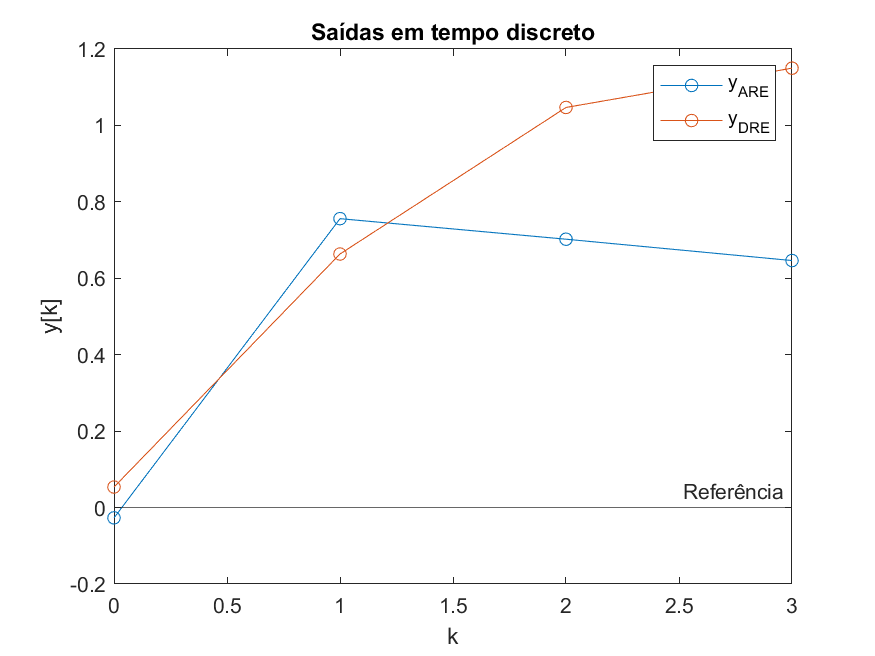 Saídas em tempo discreto
1.2
1
0.8
0.6
0.4
0.2
0
-0.2
y[k]
y_ARE
y_DRE
Referência
0 0.5 1 1.5 2 2.5 3
k